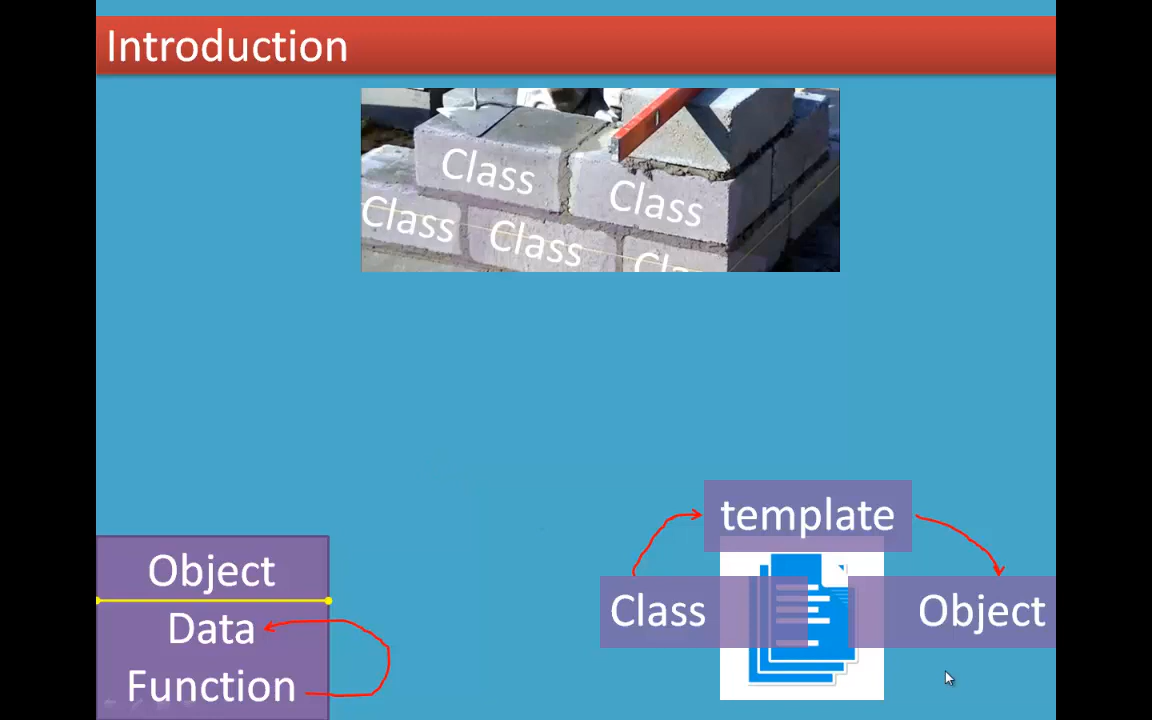 Introduction
Class
Class
Class
Class
template
Object
Data
Function
Class
Object